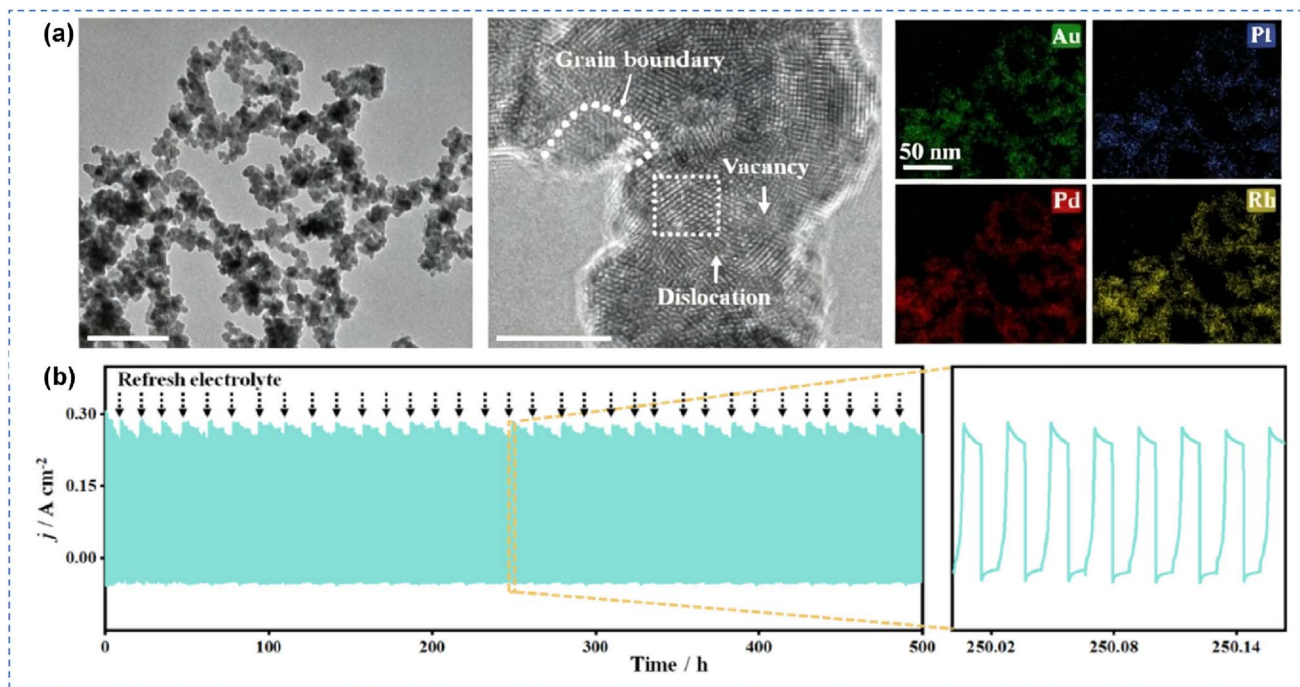 (a)
Grain boundary
Vacancy
Dislocation
Au
Pt
50 nm
Pd
Rh
(b)
Refresh electrolyte
0.30
0.15
0.00
j / A cm⁻²
0
100
200
300
400
500
Time / h
250.02
250.08
250.14